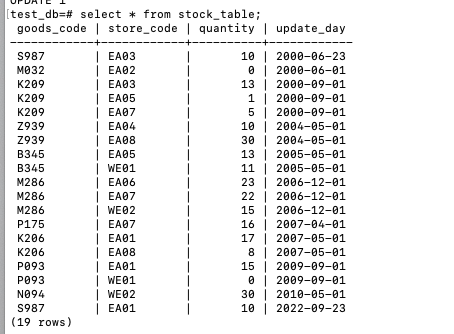 UPDATE 1
test_db=# select * from stock_table;
goods_code | store_code | quantity | update_day
------------+------------+----------+------------
S987 | EA03 | 10 | 2000-06-23
M032 | EA02 | 0 | 2000-06-01
K209 | EA03 | 13 | 2000-09-01
K209 | EA05 | 1 | 2000-09-01
K209 | EA07 | 5 | 2000-09-01
Z939 | EA04 | 10 | 2004-05-01
Z939 | EA08 | 30 | 2004-05-01
B345 | EA05 | 13 | 2005-05-01
B345 | WE01 | 11 | 2005-05-01
M286 | EA06 | 23 | 2006-12-01
M286 | EA07 | 22 | 2006-12-01
M286 | WE02 | 15 | 2006-12-01
P175 | EA07 | 16 | 2007-04-01
K206 | EA01 | 17 | 2007-05-01
K206 | EA08 | 8 | 2007-05-01
P093 | EA01 | 15 | 2009-09-01
P093 | WE01 | 0 | 2009-09-01
N094 | WE02 | 30 | 2010-05-01
S987 | EA01 | 10 | 2022-09-23
(19 rows)